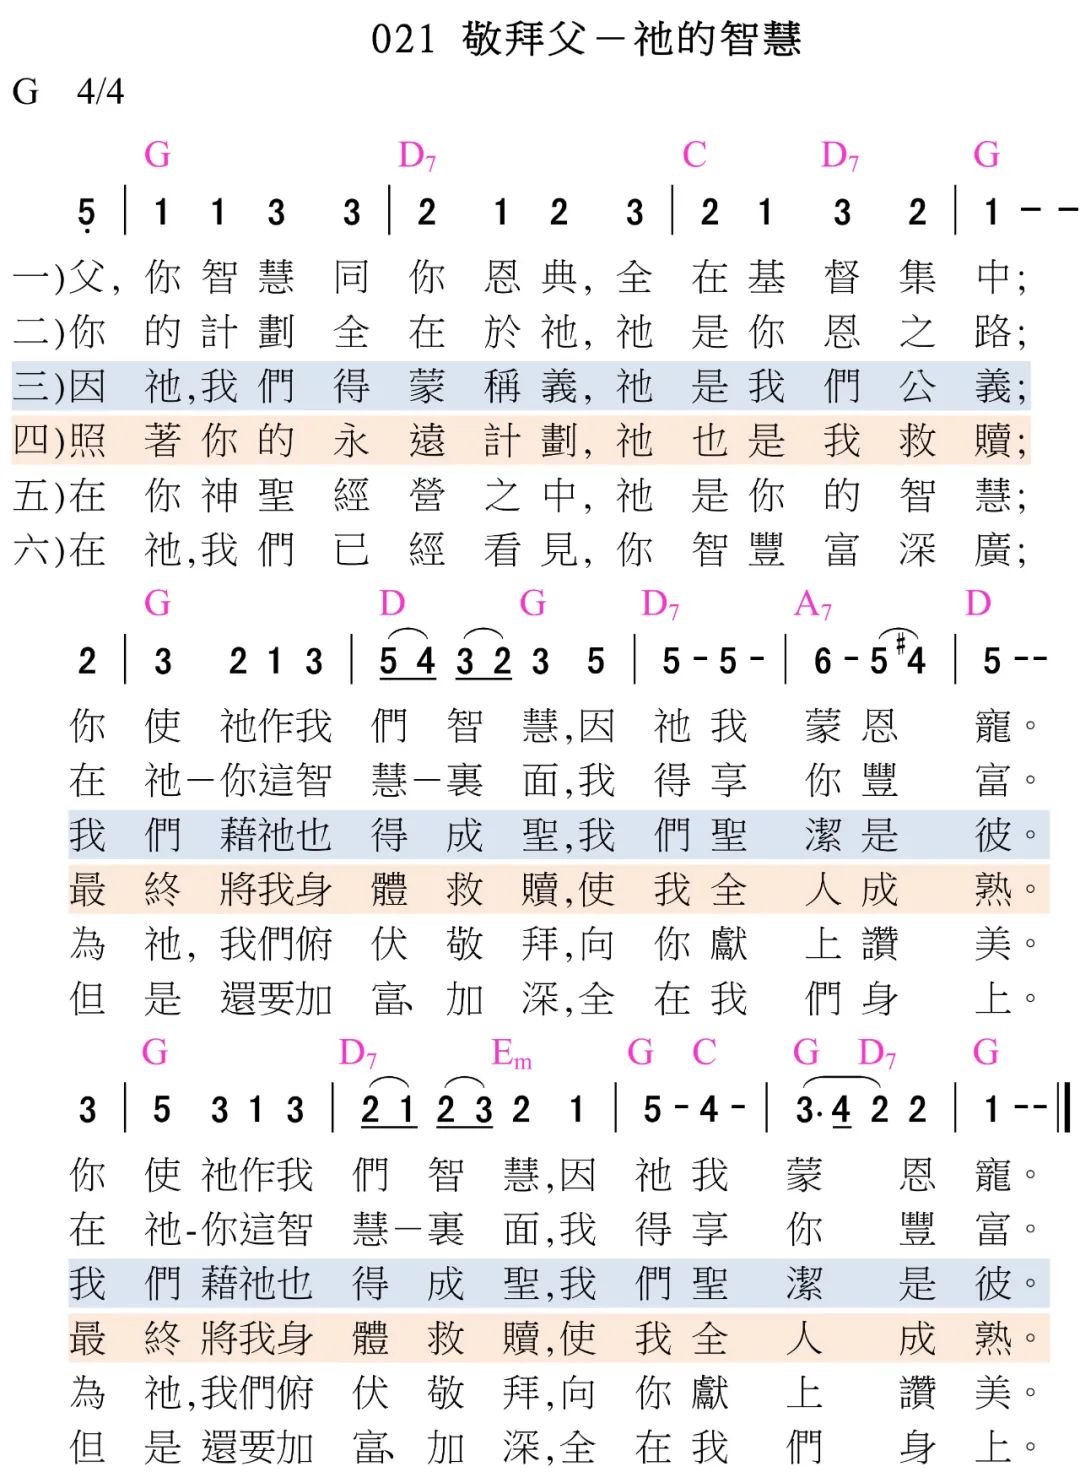 021 敬拜父－祂的智慧
G 4/4
G D7 C D7 G
5 | 1 1 3 3 | 2 1 2 3 | 2 1 3 2 | 1 - -
一)父, 你智慧同你恩典, 全在基督集中;
二)你的計劃全在於祂, 祂是你恩之路;
三)因祂,我們得蒙稱義, 祂是我們公義;
四)照著你的永遠計劃, 祂也是我救贖;
五)在你神聖經營之中, 祂是你的智慧;
六)在祂,我們已經看見, 你智豐富深廣;
G D G D7 A7 D
2 | 3 2 1 3 | 5 4 3 2 3 5 | 5 - 5 - | 6 - 5 #4 | 5 - -
你使祂作我們智慧,因祂我蒙恩寵。
在祂－你這智慧－裏面,我得享你豐富。
我們藉祂也得成聖,我們聖潔是彼。
最終將我身體救贖,使我全人成熟。
為祂, 我們俯伏敬拜,向你獻上讚美。
但是還要加富、加深,全在我們身上。
G D7 Em G C G D7 G
3 | 5 3 1 3 | 2 1 2 3 2 1 | 5 - 4 - | 3. 4 2 2 | 1 - - ||
你使祂作我們智慧,因祂我蒙恩寵。
在祂-你這智慧－裏面,我得享你豐富。
我們藉祂也得成聖,我們聖潔是彼。
最終將我身體救贖,使我全人成熟。
為祂,我們俯伏敬拜,向你獻上讚美。
但是還要加富、加深,全在我們身上。